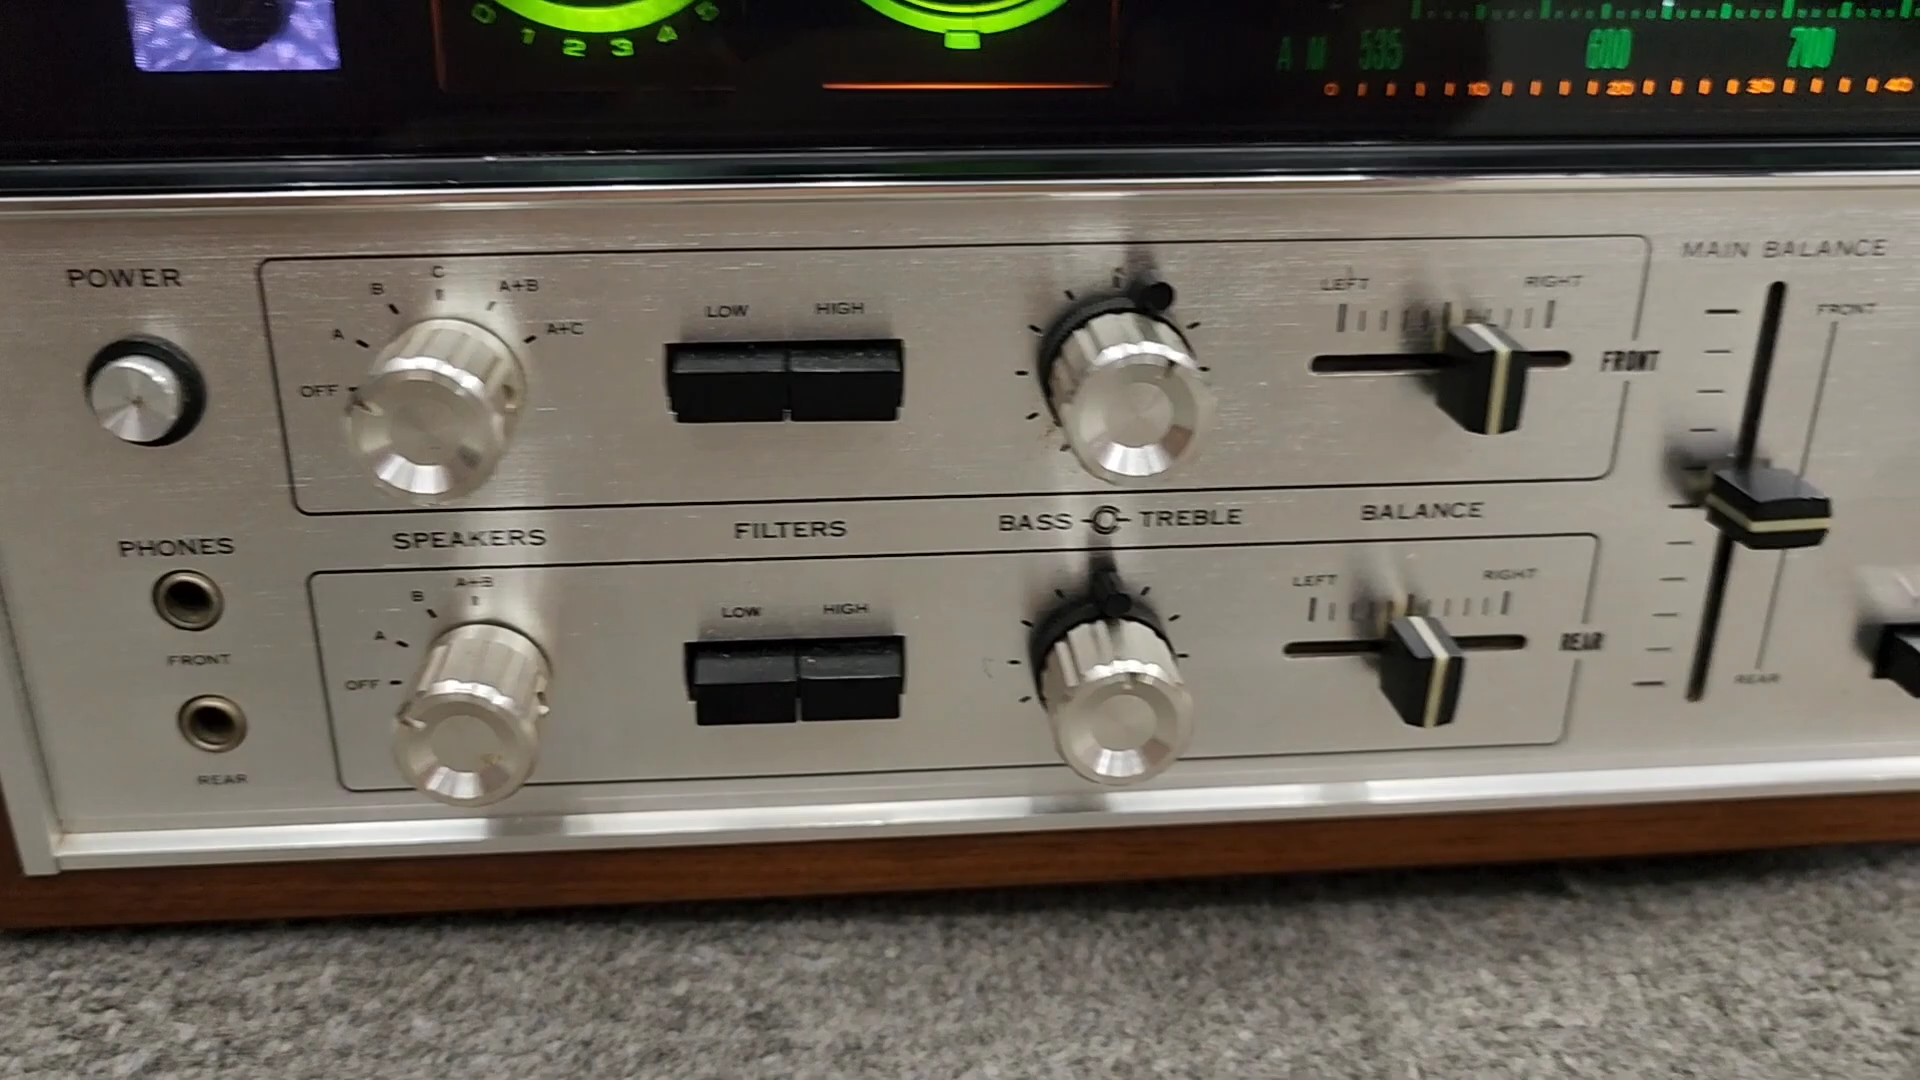 0 1 2 3 4 5
AM 535 600 700
0 10 20 30 40
POWER
OFF A B C A+B A+C
LOW HIGH
LEFT RIGHT
FRONT
MAIN BALANCE
FRONT
REAR
PHONES
FRONT
REAR
SPEAKERS FILTERS BASS TREBLE BALANCE
OFF A B A+B
LOW HIGH
LEFT RIGHT
REAR